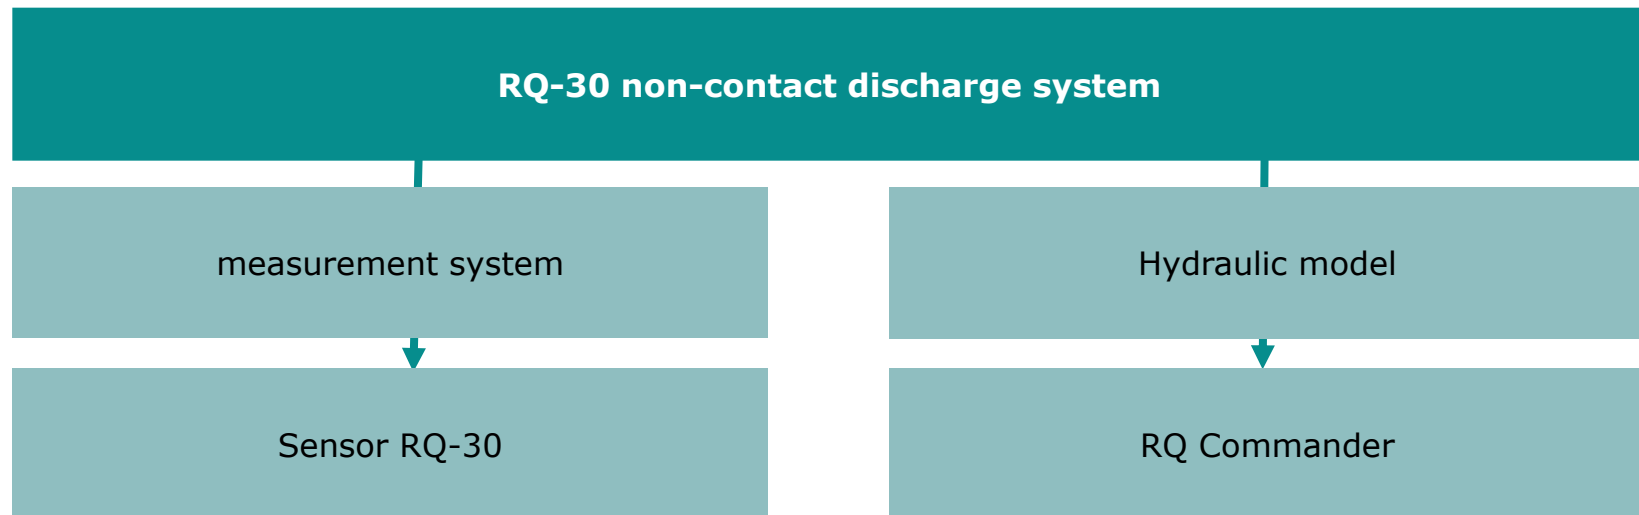 RQ-30 non-contact discharge system
measurement system
Hydraulic model
Sensor RQ-30
RQ Commander